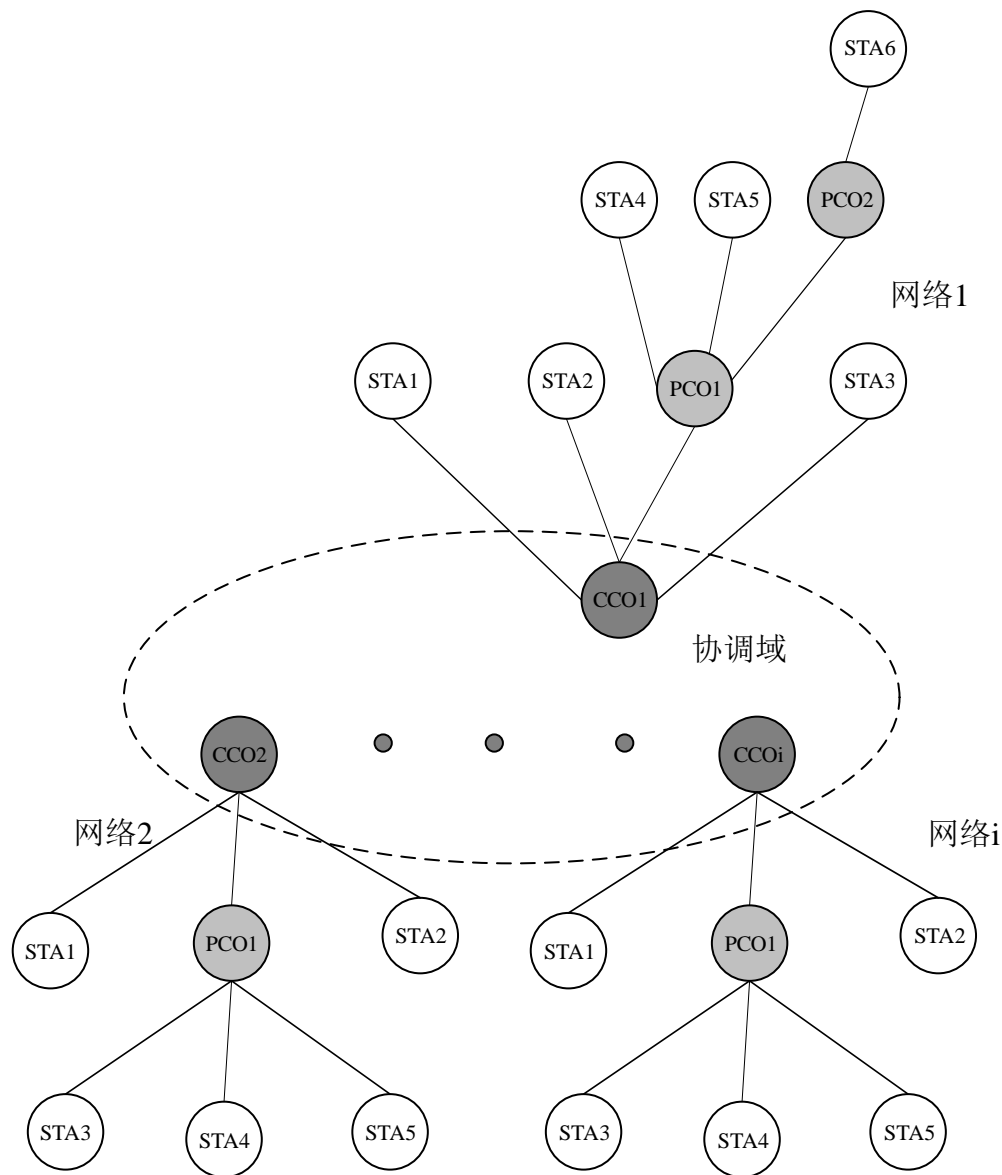 STA6
STA4
STA5
PCO2
网络1
STA1
STA2
PCO1
STA3
CCO1
协调域
CCO2
CCOi
网络2
网络i
STA1
PCO1
STA2
STA1
PCO1
STA2
STA3
STA4
STA5
STA3
STA4
STA5